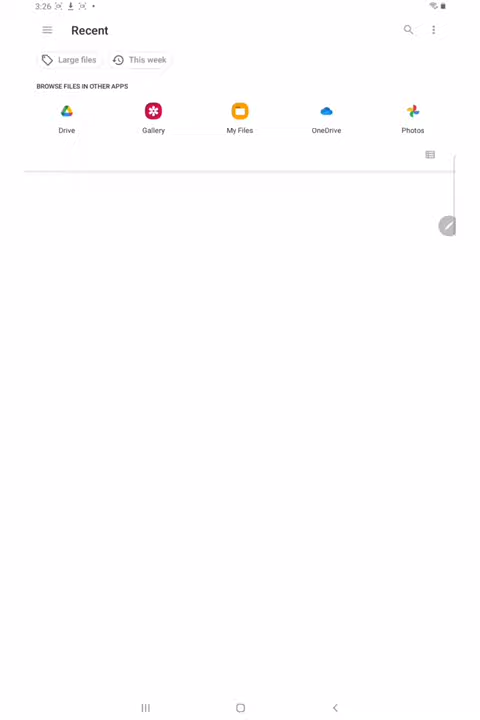 3:26
Recent
Large files
This week
BROWSE FILES IN OTHER APPS
Drive
Gallery
My Files
OneDrive
Photos